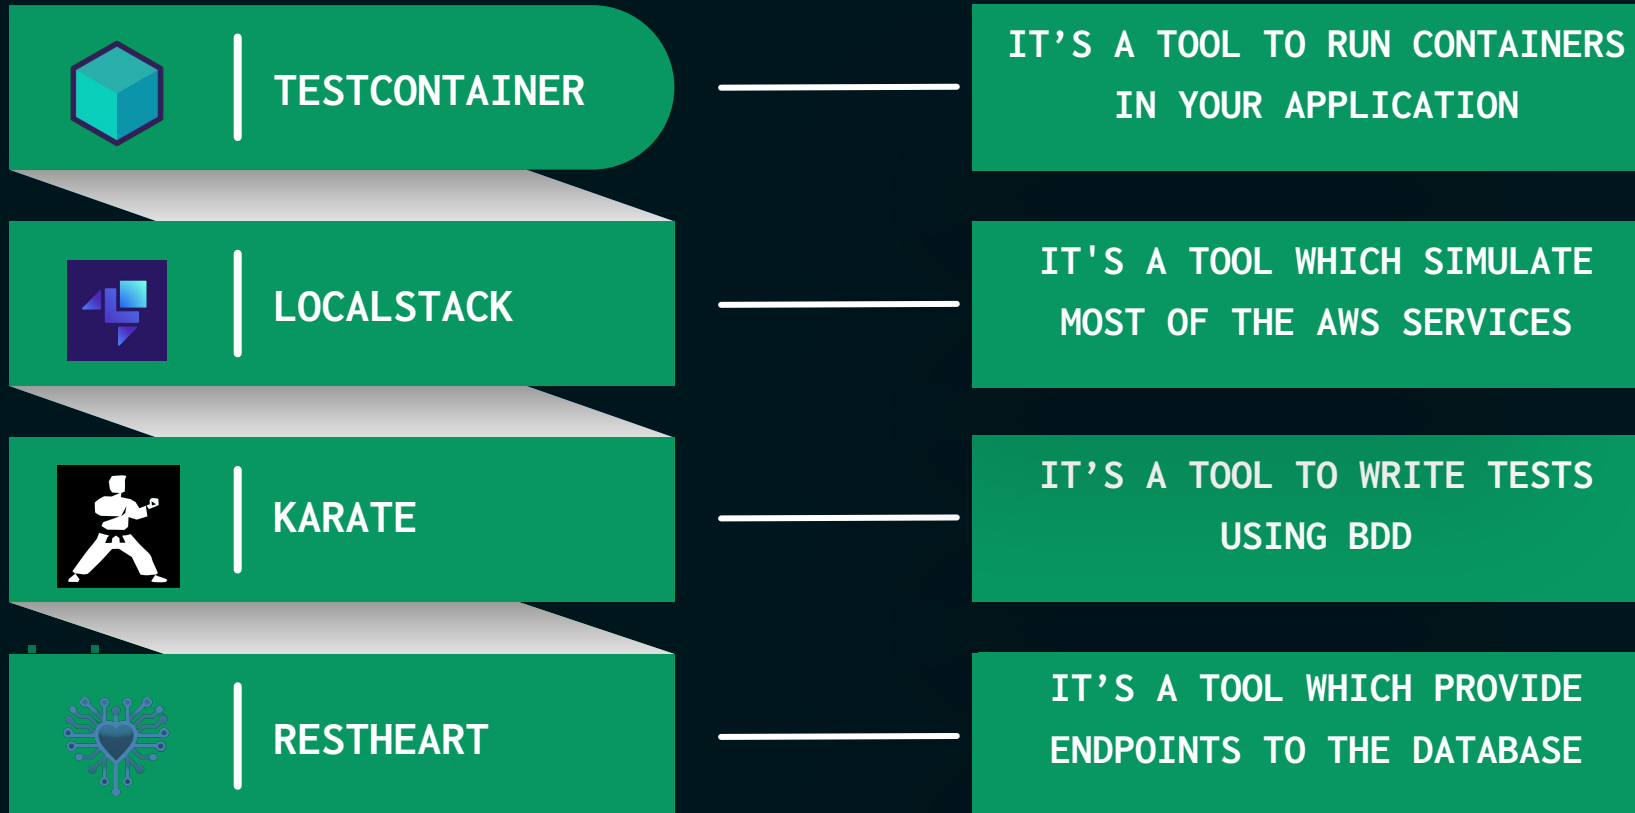 TESTCONTAINER
IT’S A TOOL TO RUN CONTAINERS
IN YOUR APPLICATION
LOCALSTACK
IT'S A TOOL WHICH SIMULATE
MOST OF THE AWS SERVICES
KARATE
IT’S A TOOL TO WRITE TESTS
USING BDD
RESTHEART
IT’S A TOOL WHICH PROVIDE
ENDPOINTS TO THE DATABASE